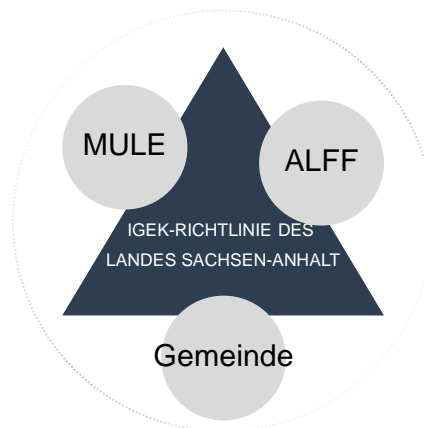 MULE
ALFF
IGEK-RICHTLINIE DES
LANDES SACHSEN-ANHALT
Gemeinde